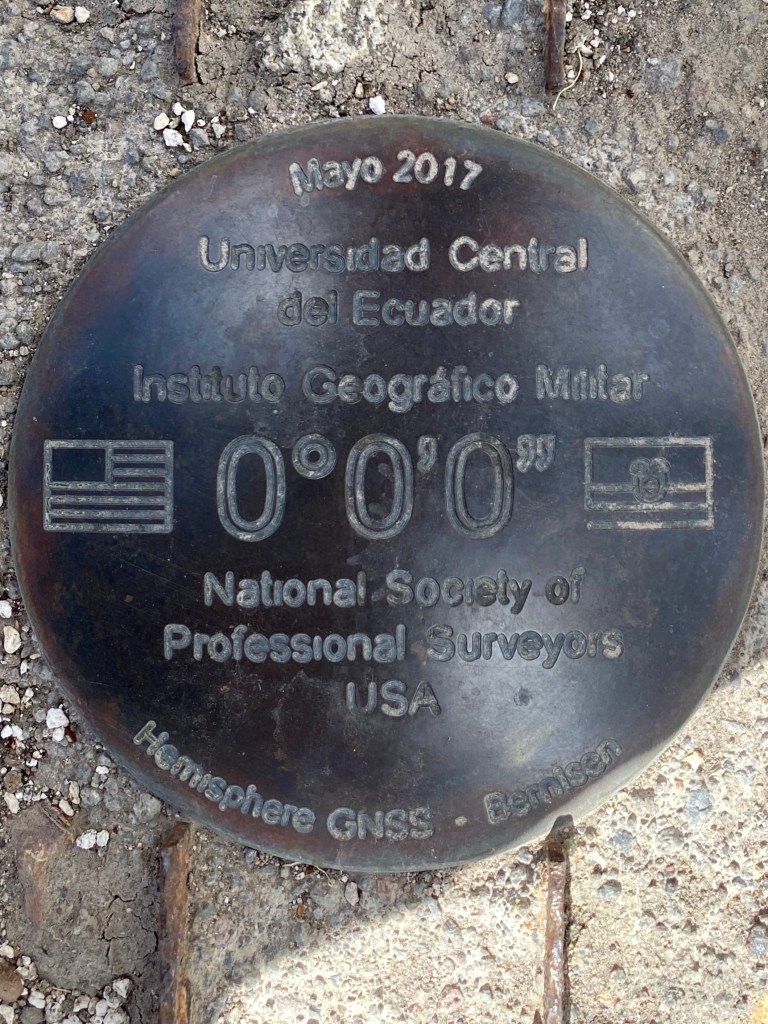 Mayo 2017
Universidad Central
del Ecuador
Instituto Geográfico Militar
0°0'0"
National Society of
Professional Surveyors
USA
Hemisphere GNSS · Berntsen